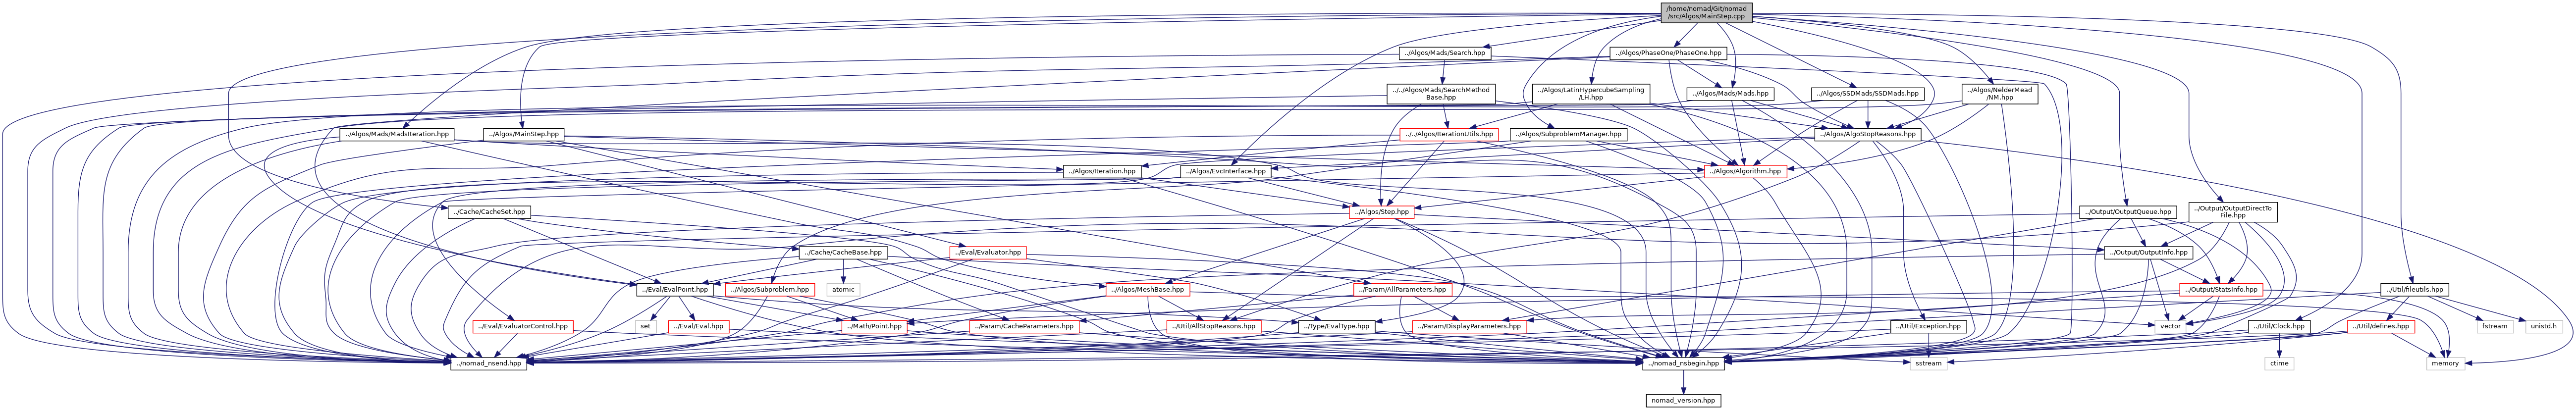 /home/nomad/Git/nomad
/src/Algos/MainStep.cpp
../Algos/Mads/Search.hpp
../Algos/PhaseOne/PhaseOne.hpp
../../Algos/Mads/SearchMethod
Base.hpp
../Algos/LatinHypercubeSampling
/LH.hpp
../Algos/Mads/Mads.hpp
../Algos/SSDMads/SSDMads.hpp
../Algos/NelderMead
/NM.hpp
../Algos/Mads/MadsIteration.hpp
../Algos/MainStep.hpp
../../Algos/IterationUtils.hpp
../Algos/SubproblemManager.hpp
../Algos/AlgoStopReasons.hpp
../Algos/Iteration.hpp
../Algos/EvcInterface.hpp
../Algos/Algorithm.hpp
../Cache/CacheSet.hpp
../Algos/Step.hpp
../Output/OutputQueue.hpp
../Output/OutputDirectTo
File.hpp
../Cache/CacheBase.hpp
../Eval/Evaluator.hpp
../Output/OutputInfo.hpp
../Eval/EvalPoint.hpp
../Algos/Subproblem.hpp
atomic
../Algos/MeshBase.hpp
../Param/AllParameters.hpp
../Output/StatsInfo.hpp
../Util/fileutils.hpp
../Eval/EvaluatorControl.hpp
set
../Eval/Eval.hpp
../Math/Point.hpp
../Param/CacheParameters.hpp
../Util/AllStopReasons.hpp
../Type/EvalType.hpp
../Param/DisplayParameters.hpp
../Util/Exception.hpp
vector
../Util/Clock.hpp
../Util/defines.hpp
fstream
unistd.h
../nomad_nsend.hpp
../nomad_nsbegin.hpp
sstream
ctime
memory
nomad_version.hpp